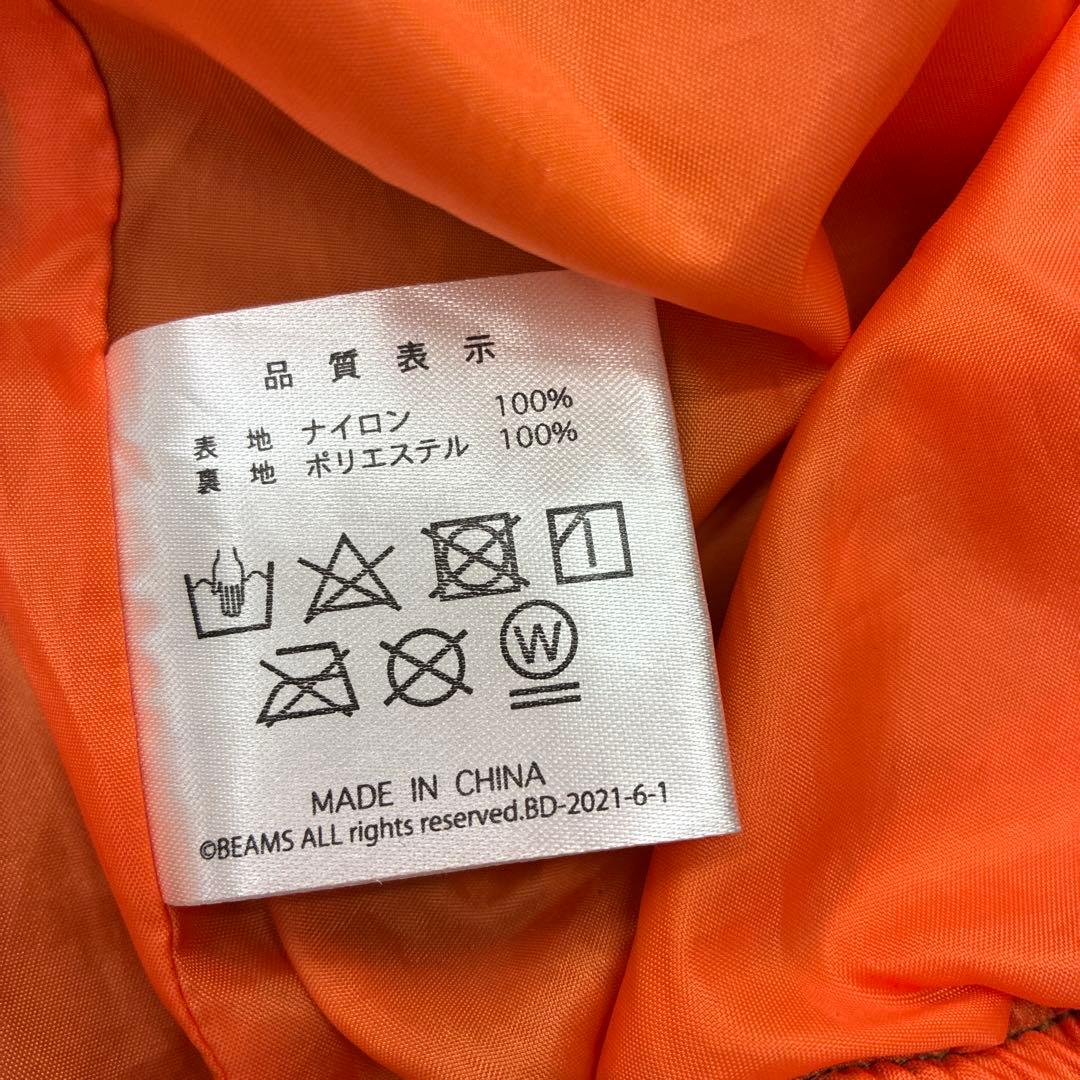 品質表示
表地 ナイロン 100%
裏地 ポリエステル 100%
W
MADE IN CHINA
©BEAMS ALL rights reserved.BD-2021-6-1